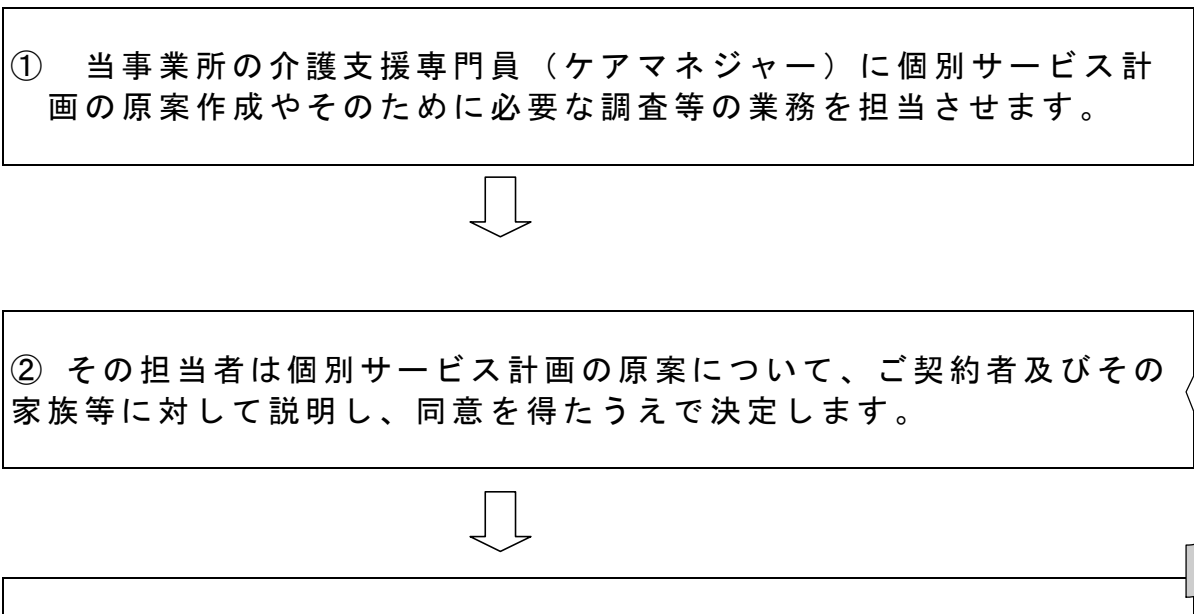 ① 当事業所の介護支援専門員（ケアマネジャー）に個別サービス計
画の原案作成やそのために必要な調査等の業務を担当させます。
② その担当者は個別サービス計画の原案について、ご契約者及びその
家族等に対して説明し、同意を得たうえで決定します。